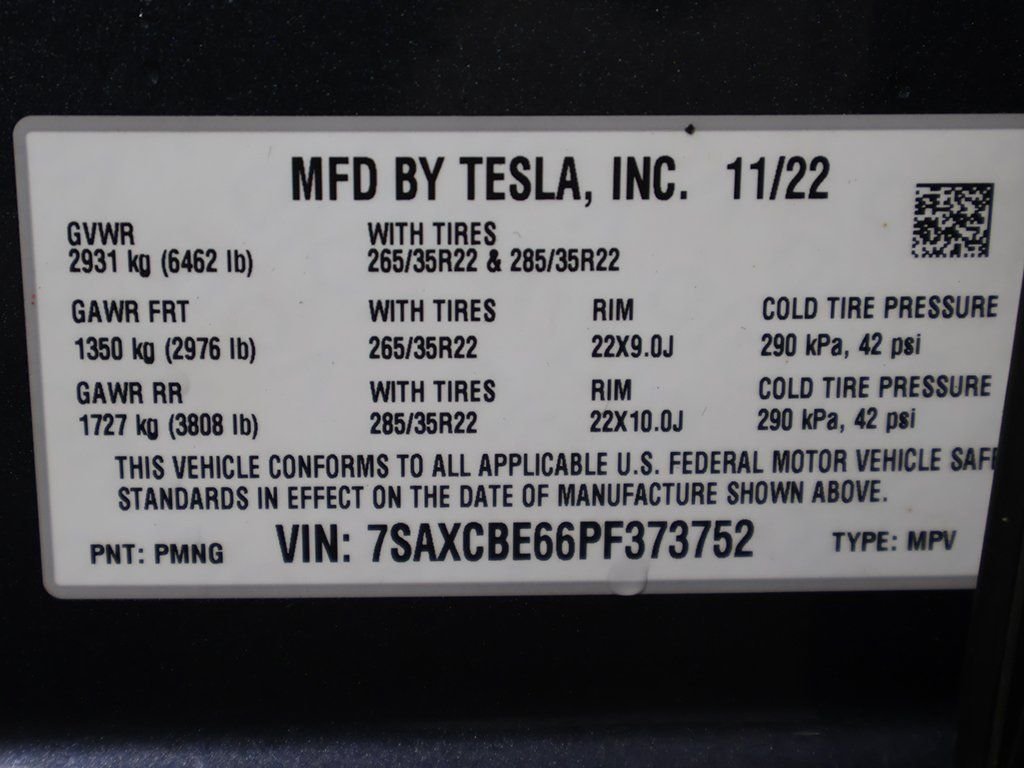 MFD BY TESLA, INC. 11/22
GVWR WITH TIRES
2931 kg (6462 lb) 265/35R22 & 285/35R22
GAWR FRT WITH TIRES RIM COLD TIRE PRESSURE
1350 kg (2976 lb) 265/35R22 22X9.0J 290 kPa, 42 psi
GAWR RR WITH TIRES RIM COLD TIRE PRESSURE
1727 kg (3808 lb) 285/35R22 22X10.0J 290 kPa, 42 psi
THIS VEHICLE CONFORMS TO ALL APPLICABLE U.S. FEDERAL MOTOR VEHICLE
STANDARDS IN EFFECT ON THE DATE OF MANUFACTURE SHOWN ABOVE.
PNT: PMNG VIN: 7SAXCBE66PF373752 TYPE: MPV